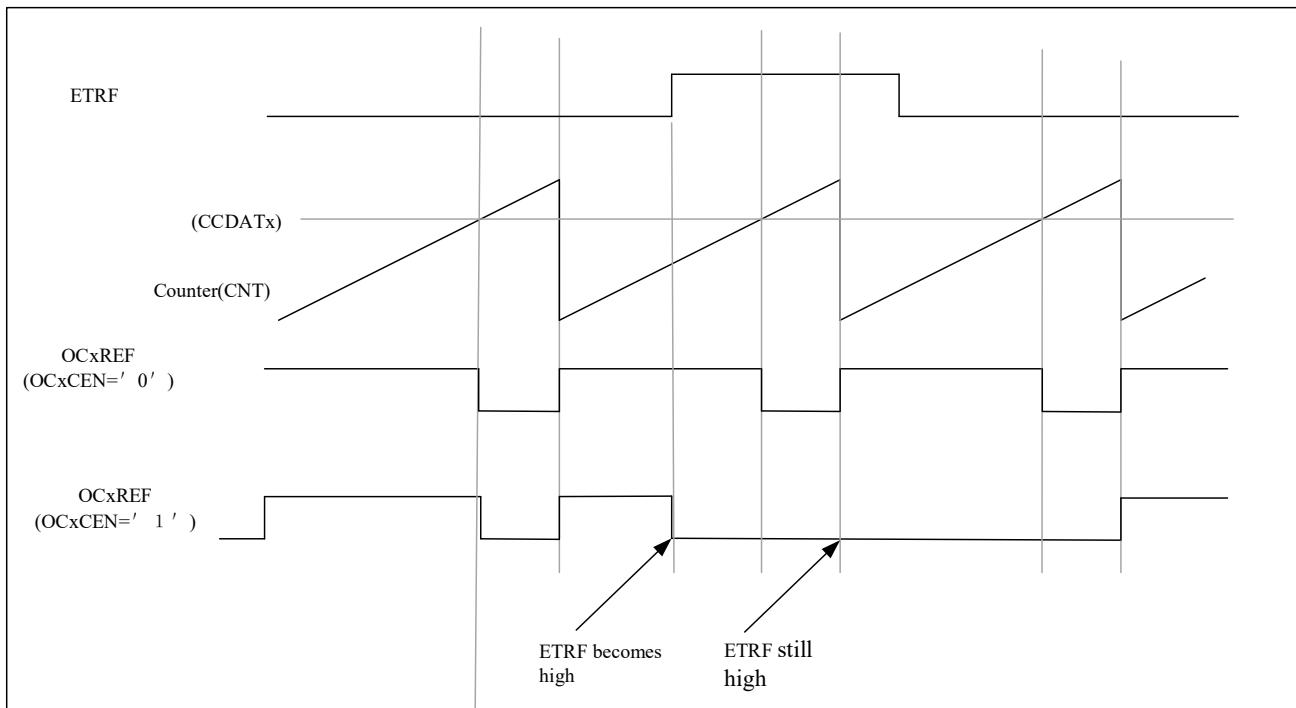 ETRF
(CCDATx)
Counter(CNT)
OCxREF
(OCxCEN=′ 0′ )
OCxREF
(OCxCEN=′ 1 ′ )
ETRF becomes
high
ETRF still
high